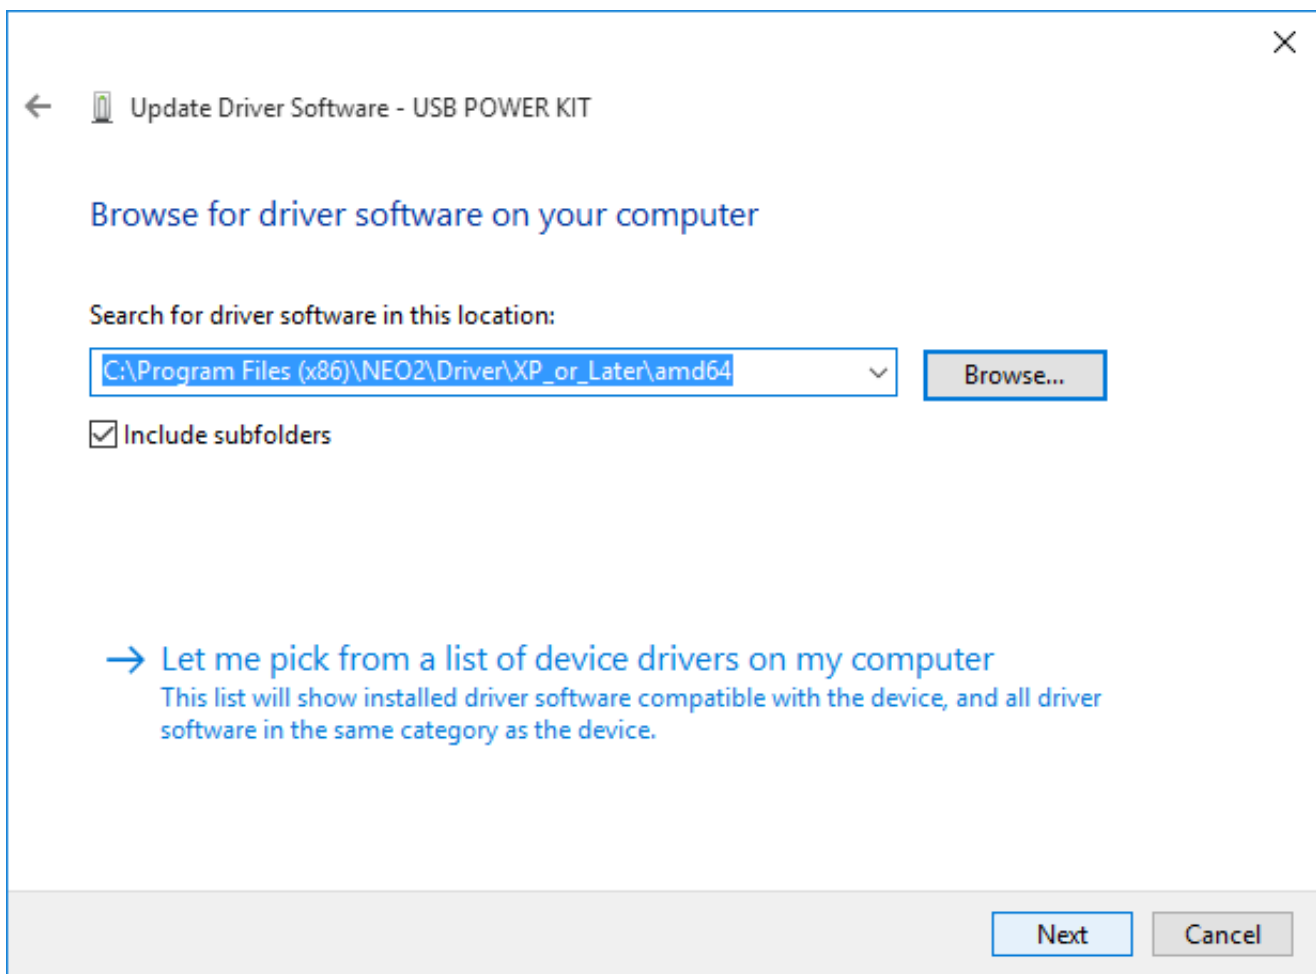 Update Driver Software - USB POWER KIT
Browse for driver software on your computer
Search for driver software in this location:
C:\Program Files (x86)\NEO2\Driver\XP_or_Later\amd64
Browse...
Include subfolders
Let me pick from a list of device drivers on my computer
This list will show installed driver software compatible with the device, and all driver
software in the same category as the device.
Next
Cancel